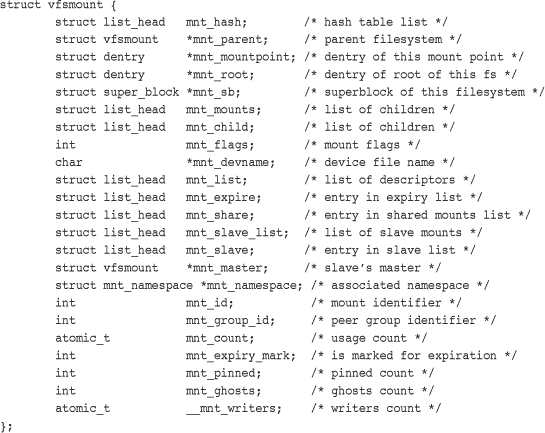 struct vfsmount {
        struct list_head   mnt_hash;        /* hash table list */
        struct vfsmount    *mnt_parent;     /* parent filesystem */
        struct dentry      *mnt_mountpoint; /* dentry of this mount point */
        struct dentry      *mnt_root;       /* dentry of root of this fs */
        struct super_block *mnt_sb;         /* superblock of this filesystem */
        struct list_head   mnt_mounts;      /* list of children */
        struct list_head   mnt_child;       /* list of children */
        int                mnt_flags;       /* mount flags */
        char               *mnt_devname;    /* device file name */
        struct list_head   mnt_list;        /* list of descriptors */
        struct list_head   mnt_expire;      /* entry in expiry list */
        struct list_head   mnt_share;       /* entry in shared mounts list */
        struct list_head   mnt_slave_list;  /* list of slave mounts */
        struct list_head   mnt_slave;       /* entry in slave list */
        struct vfsmount    *mnt_master;     /* slave's master */
        struct mnt_namespace *mnt_namespace; /* associated namespace */
        int                mnt_id;           /* mount identifier */
        int                mnt_group_id;     /* peer group identifier */
        atomic_t           mnt_count;        /* usage count */
        int                mnt_expiry_mark;  /* is marked for expiration */
        int                mnt_pinned;       /* pinned count */
        int                mnt_ghosts;       /* ghosts count */
        atomic_t           __mnt_writers;    /* writers count */
};